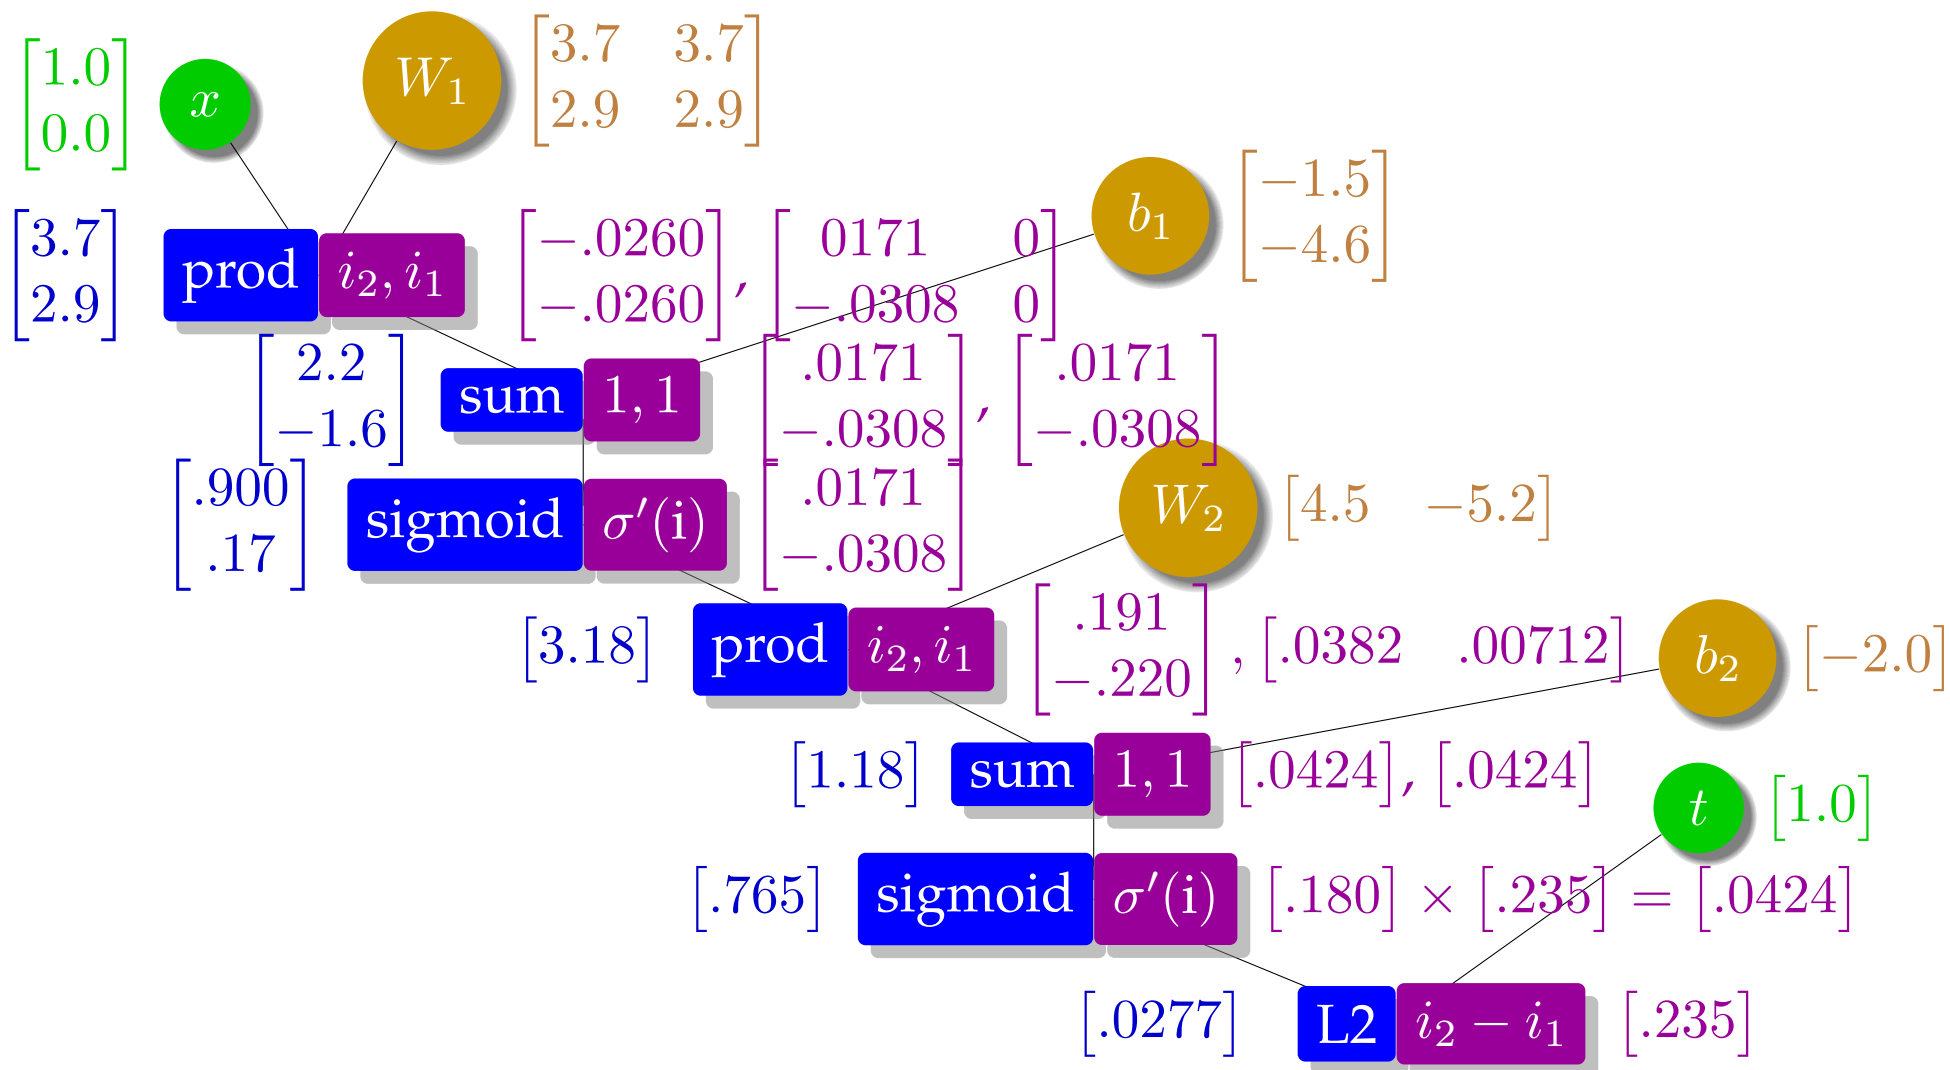 [1.0 0.0] x W₁ [3.7 3.7 2.9 2.9]
[3.7 2.9] prod i₂, i₁ [−.0260 −.0260], [0171 0 −.0308 0] b₁ [−1.5 −4.6]
[2.2 −1.6] sum 1, 1 [.0171 −.0308], [.0171 −.0308]
[.900 .17] sigmoid σ′(i) [.0171 −.0308] W₂ [4.5 −5.2]
[3.18] prod i₂, i₁ [.191 −.220], [.0382 .00712] b₂ [−2.0]
[1.18] sum 1, 1 [.0424], [.0424] t [1.0]
[.765] sigmoid σ′(i) [.180] × [.235] = [.0424]
[.0277] L2 i₂ − i₁ [.235]